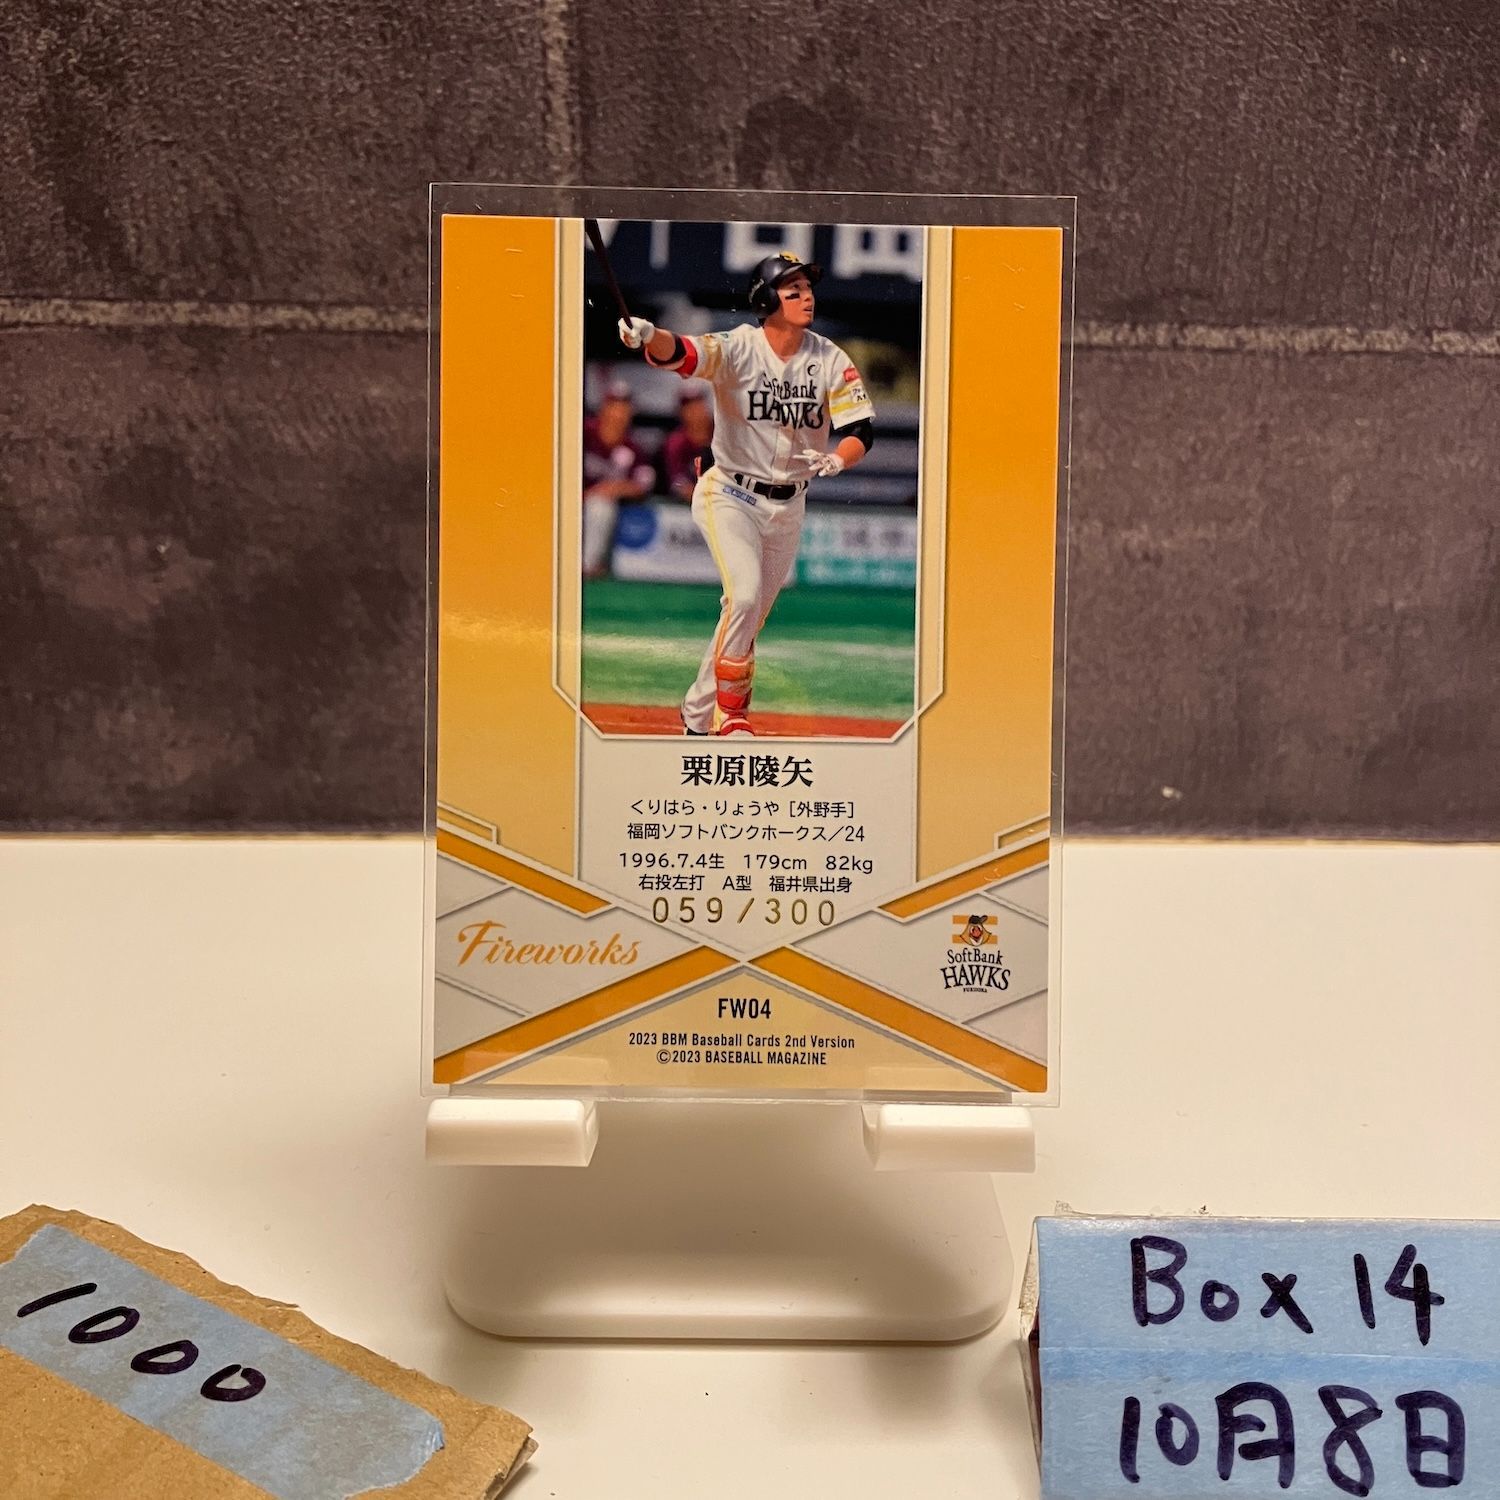 SoftBank
HAWKS
栗原陵矢
くりはら・りょうや［外野手］
福岡ソフトバンクホークス／24
1996.7.4生 179cm 82kg
右投左打 A型 福井県出身
059/300
Fireworks
SoftBank
HAWKS
FUKUOKA
FW04
2023 BBM Baseball Cards 2nd Version
©2023 BASEBALL MAGAZINE
1000
Box 14
10月8日